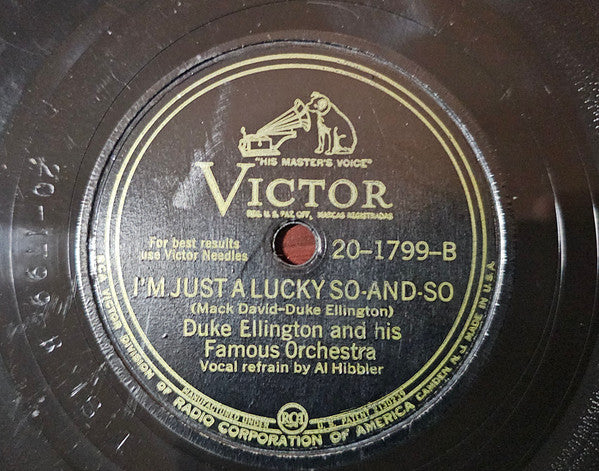 "HIS MASTER'S VOICE"
VICTOR
REG. U. S. PAT. OFF. MARCAS REGISTRADAS
For best results
use Victor Needles
20-1799-B
I'M JUST A LUCKY SO-AND-SO
(Mack David-Duke Ellington)
Duke Ellington and his
Famous Orchestra
Vocal refrain by Al Hibbler
MANUFACTURED UNDER
RCA
U. S. PATENT
RCA VICTOR DIVISION OF RADIO CORPORATION OF AMERICA CAMDEN N. J. MADE IN U.S.A.
20-1799